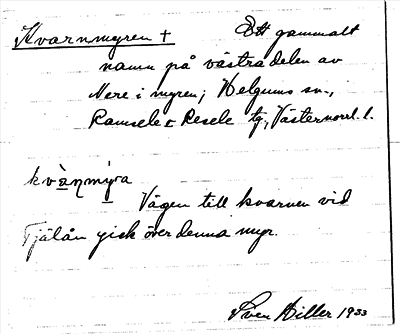 Kvarnmyren + Ett gammalt
namn på västra delen av
Mere i myren; Helgums sn.,
Ramsele & Resele tg, Västernorrl. l.
kvàṇmýra
Vägen till kvarnen vid
Tjälån gick över denna myr.
Sven Hiller 1933